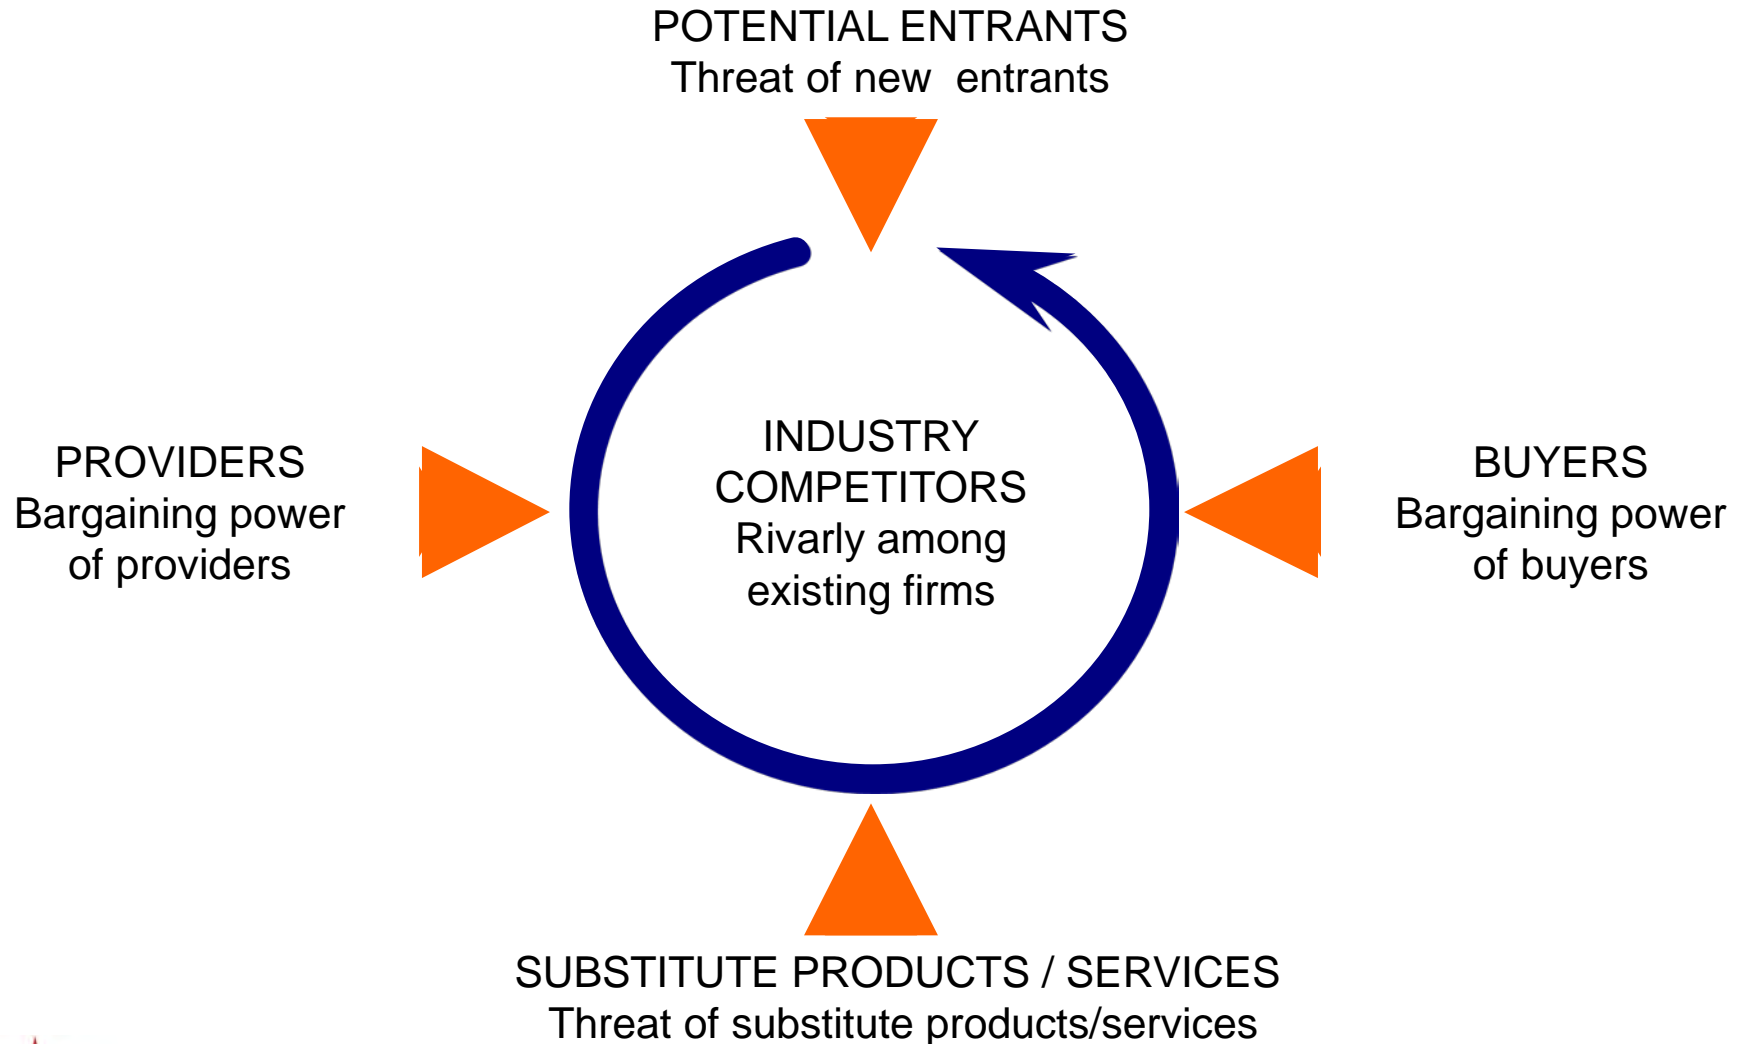 POTENTIAL ENTRANTS
Threat of new entrants
PROVIDERS
Bargaining power
of providers
INDUSTRY
COMPETITORS
Rivarly among
existing firms
BUYERS
Bargaining power
of buyers
SUBSTITUTE PRODUCTS / SERVICES
Threat of substitute products/services